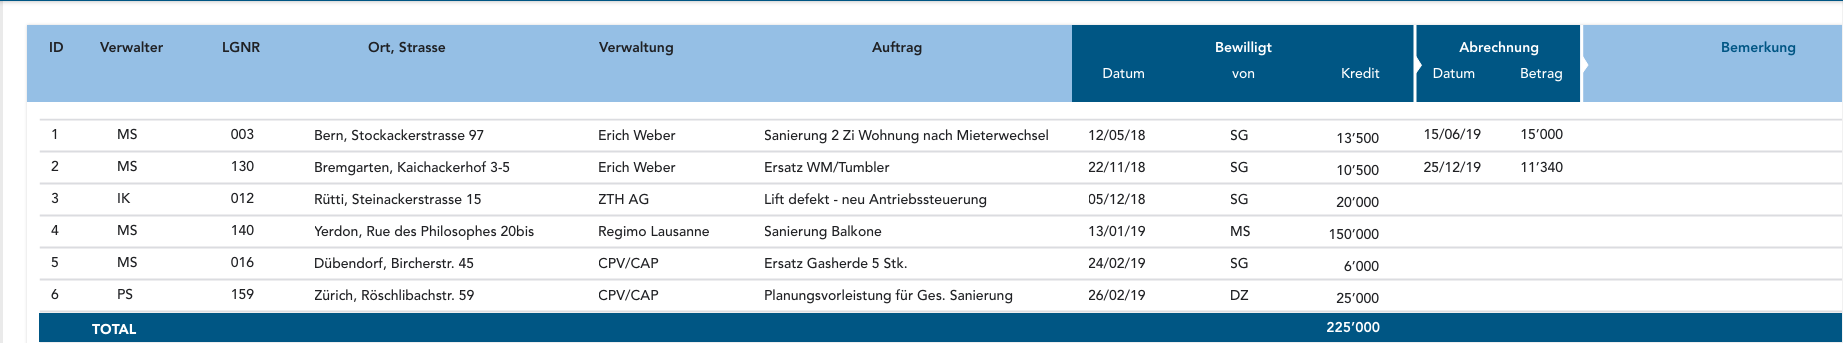 ID Verwalter LGNR Ort, Strasse Verwaltung Auftrag Bewilligt Abrechnung Bemerkung
Datum von Kredit Datum Betrag
1 MS 003 Bern, Stockackerstrasse 97 Erich Weber Sanierung 2 Zi Wohnung nach Mieterwechsel 12/05/18 SG 13’500 15/06/19 15’000
2 MS 130 Bremgarten, Kaichackerhof 3-5 Erich Weber Ersatz WM/Tumbler 22/11/18 SG 10’500 25/12/19 11’340
3 IK 012 Rütti, Steinackerstrasse 15 ZTH AG Lift defekt - neu Antriebssteuerung 05/12/18 SG 20’000
4 MS 140 Yerdon, Rue des Philosophes 20bis Regimo Lausanne Sanierung Balkone 13/01/19 MS 150’000
5 MS 016 Dübendorf, Bircherstr. 45 CPV/CAP Ersatz Gasherde 5 Stk. 24/02/19 SG 6’000
6 PS 159 Zürich, Röschlibachstr. 59 CPV/CAP Planungsvorleistung für Ges. Sanierung 26/02/19 DZ 25’000
TOTAL 225’000